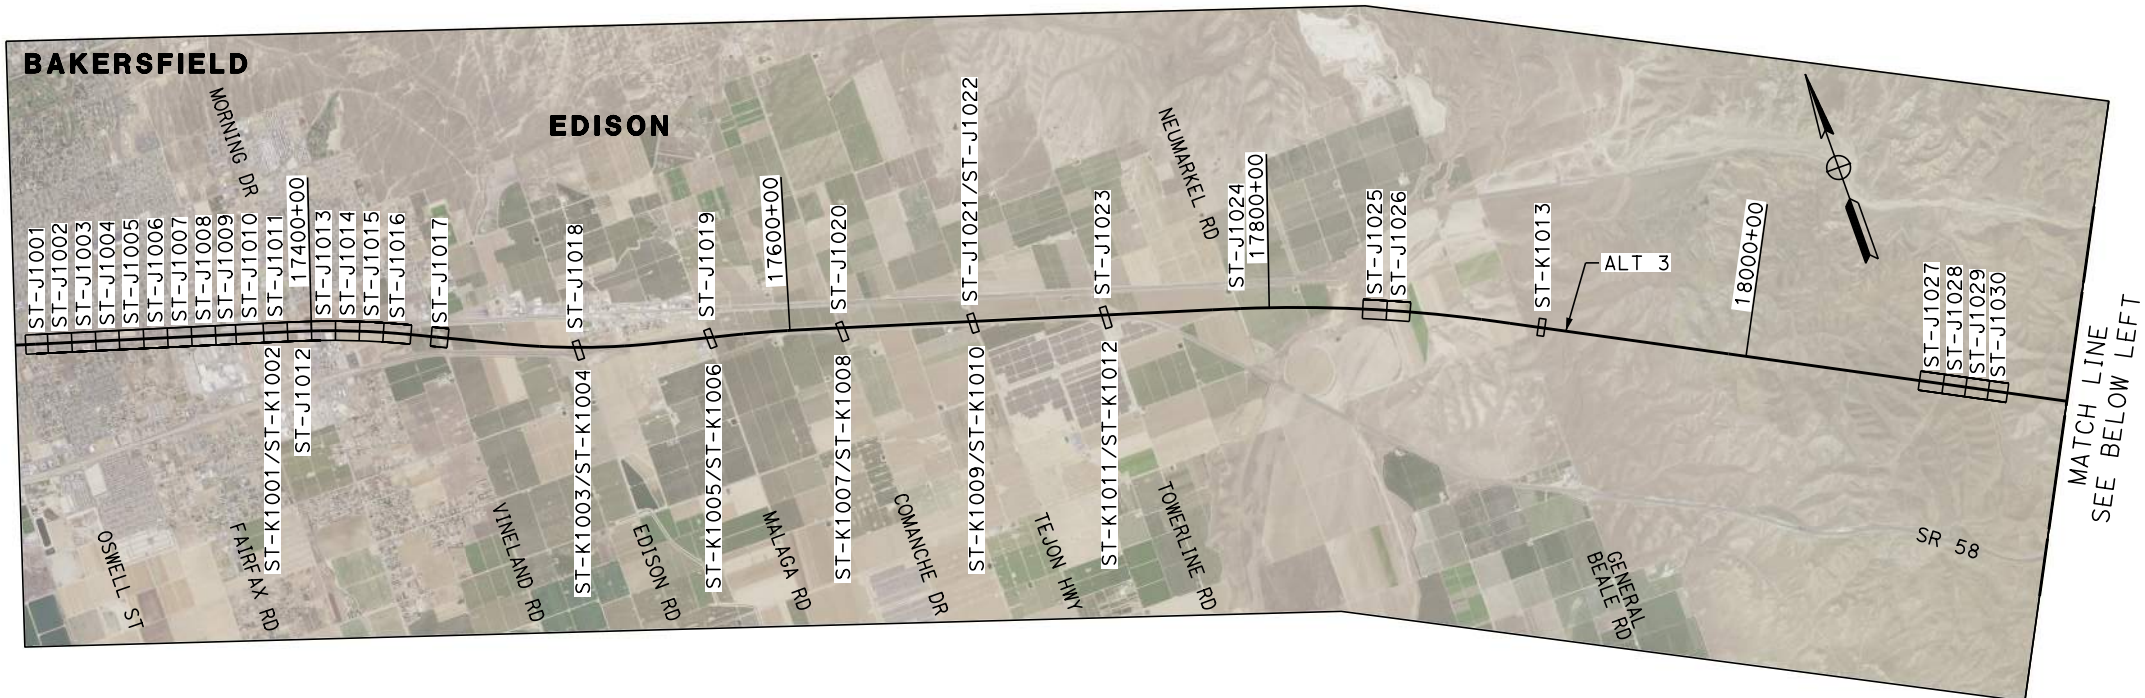 BAKERSFIELD
EDISON
MORNING DR
NEUMARKEL RD
ST-J1001
ST-J1002
ST-J1003
ST-J1004
ST-J1005
ST-J1006
ST-J1007
ST-J1008
ST-J1009
ST-J1010
ST-J1011
17400+00
ST-J1013
ST-J1014
ST-J1015
ST-J1016
ST-J1017
ST-J1018
ST-J1019
17600+00
ST-J1020
ST-J1021/ST-J1022
ST-J1023
ST-J1024
17800+00
ST-J1025
ST-J1026
ST-K1013
ALT 3
18000+00
ST-J1027
ST-J1028
ST-J1029
ST-J1030
ST-K1001/ST-K1002
ST-J1012
ST-K1003/ST-K1004
ST-K1005/ST-K1006
ST-K1007/ST-K1008
ST-K1009/ST-K1010
ST-K1011/ST-K1012
OSWELL ST
FAIRFAX RD
VINELAND RD
EDISON RD
MALAGA RD
COMANCHE DR
TEJON HWY
TOWERLINE RD
GENERAL
BEALE RD
SR 58
MATCH LINE
SEE BELOW LEFT